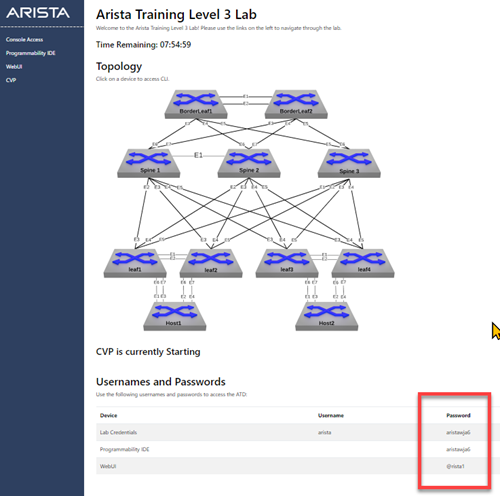 ARISTA
Console Access
Programmability IDE
WebUI
CVP
Arista Training Level 3 Lab
Welcome to the Arista Training Level 3 Lab! Please use the links on the left to navigate through the lab.
Time Remaining: 07:54:59
Topology
Click on a device to access CLI.
BorderLeaf1 BorderLeaf2
Spine 1 E1 Spine 2 Spine 3
leaf1 leaf2 leaf3 leaf4
Host1 Host2
CVP is currently Starting
Usernames and Passwords
Use the following usernames and passwords to access the ATD:
Device Username Password
Lab Credentials arista aristawja6
Programmability IDE aristawja6
WebUI @rista1